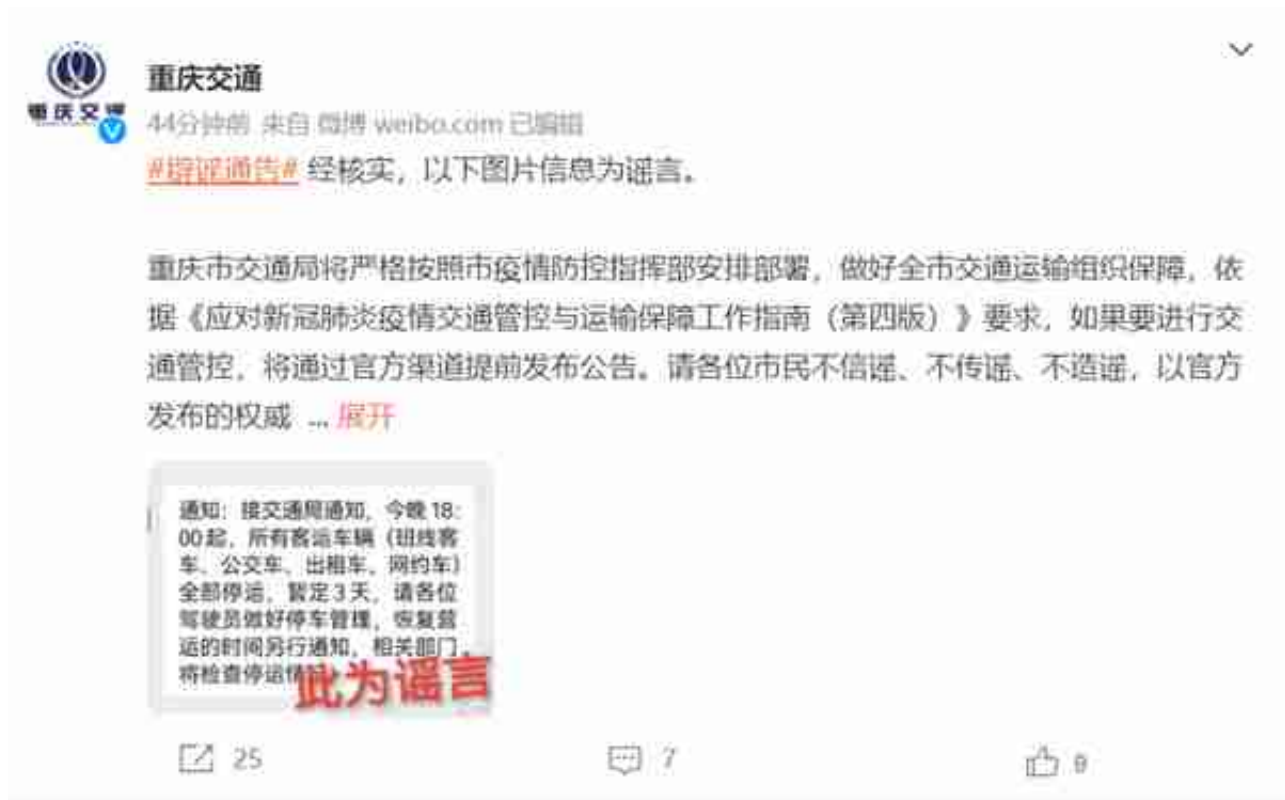 重庆交通
重庆交通
44分钟前 来自 微博 weibo.com 已编辑
#辟谣通告# 经核实，以下图片信息为谣言。
重庆市交通局将严格按照市疫情防控指挥部安排部署，做好全市交通运输组织保障，依
据《应对新冠肺炎疫情交通管控与运输保障工作指南（第四版）》要求，如果要进行交
通管控，将通过官方渠道提前发布公告。请各位市民不信谣、不传谣、不造谣，以官方
发布的权威 ... 展开
通知：接交通局通知，今晚18:
00起，所有客运车辆（班线客
车、公交车、出租车、网约车）
全部停运，暂定3天，请各位
驾驶员做好停车管理，恢复营
运的时间另行通知，相关部门
将检查停运情
此为谣言
25
7